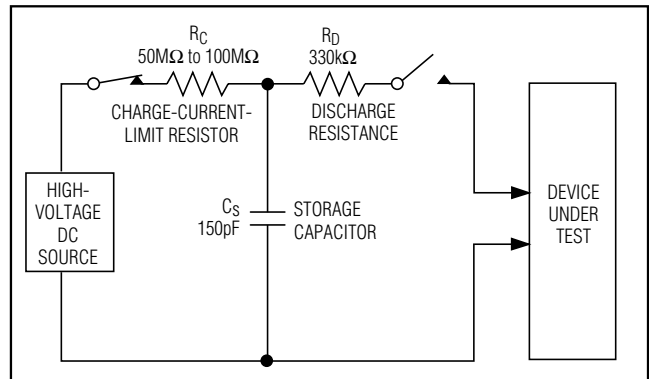 R_C
50MΩ to 100MΩ
CHARGE-CURRENT-
LIMIT RESISTOR
R_D
330kΩ
DISCHARGE
RESISTANCE
HIGH-
VOLTAGE
DC
SOURCE
C_S
150pF
STORAGE
CAPACITOR
DEVICE
UNDER
TEST